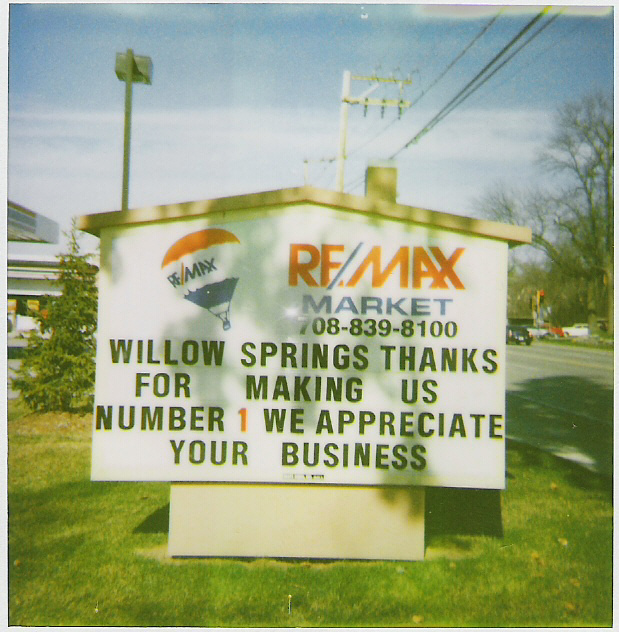 RE/MAX
RE/MAX
MARKET
708-839-8100
WILLOW SPRINGS THANKS
FOR MAKING US
NUMBER 1 WE APPRECIATE
YOUR BUSINESS